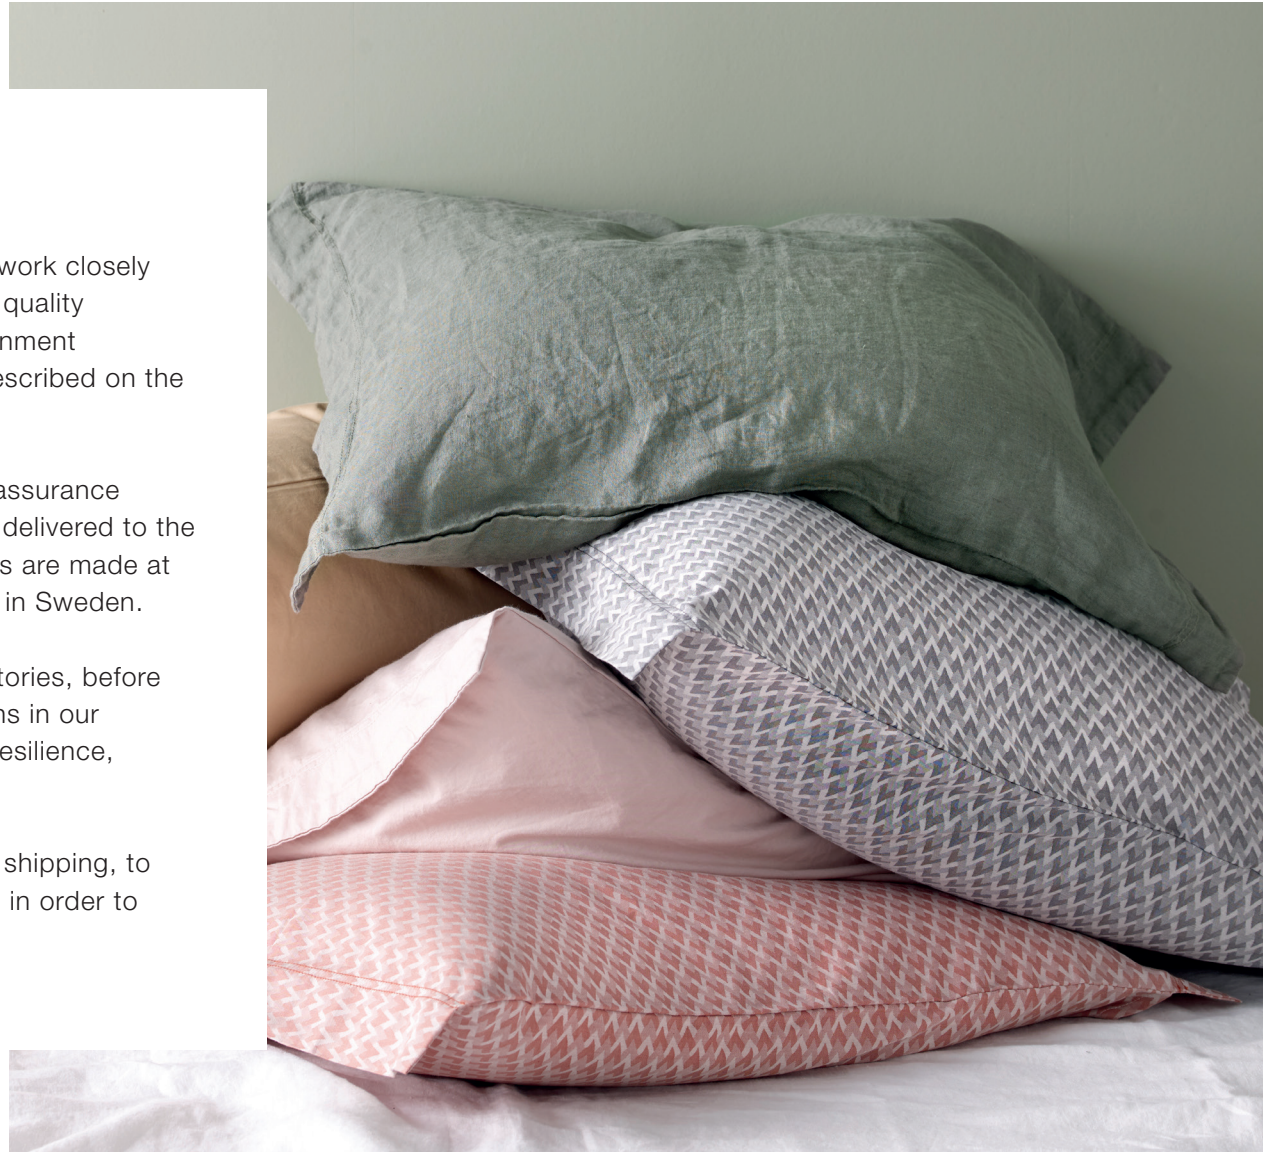 work closely
quality
escribed on the
assurance
delivered to the
s are made at
in Sweden.
tories, before
ns in our
esilience,
shipping, to
in order to